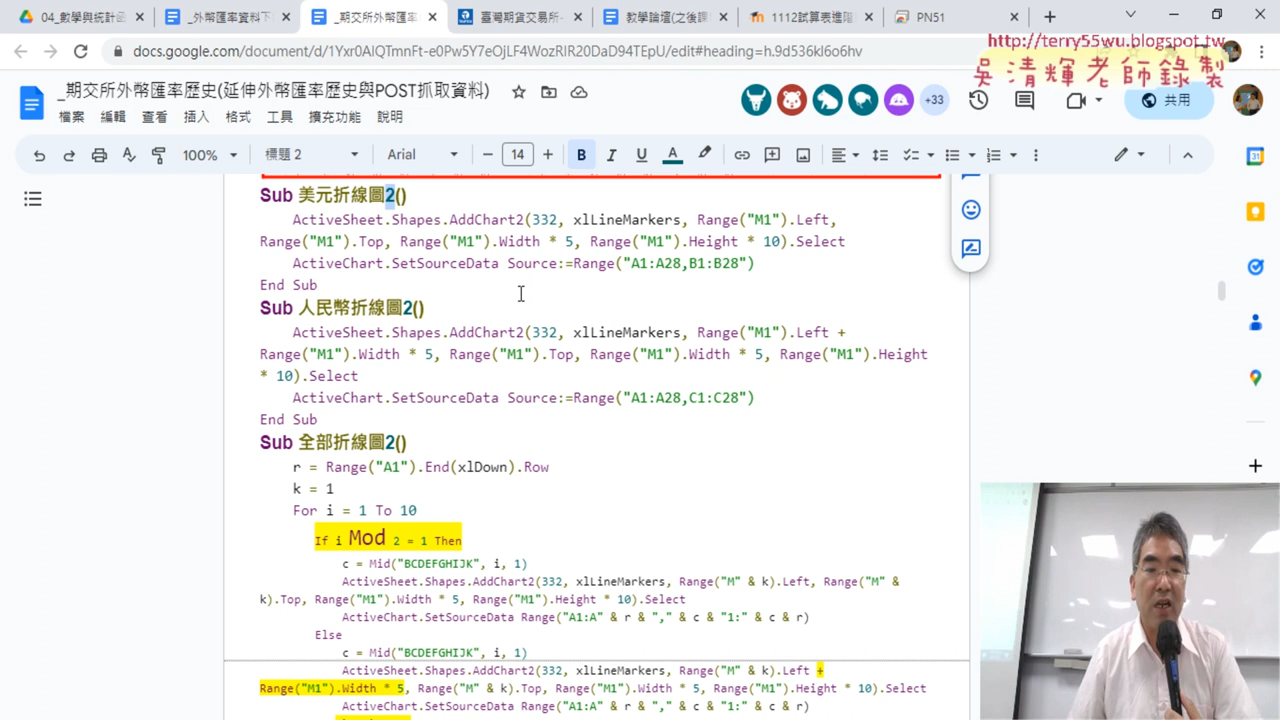 04_數學與統計函
_外幣匯率資料下
_期交所外幣匯率
臺灣期貨交易所-
教學論壇(之後課
1112試算表進階
PN51
docs.google.com/document/d/1Yxr0AlQTmnFt-e0Pw5Y7eOjLF4WozRlR20DaD94TEpU/edit#heading=h.9d536kl6o6hv
http://terry55wu.blogspot.tw
吳清輝老師錄製
_期交所外幣匯率歷史(延伸外幣匯率歷史與POST抓取資料)
+33
共用
檔案 編輯 查看 插入 格式 工具 擴充功能 說明
100% 標題 2 Arial 14 B I U A
Sub 美元折線圖2()
ActiveSheet.Shapes.AddChart2(332, xlLineMarkers, Range("M1").Left,
Range("M1").Top, Range("M1").Width * 5, Range("M1").Height * 10).Select
ActiveChart.SetSourceData Source:=Range("A1:A28,B1:B28")
End Sub
Sub 人民幣折線圖2()
ActiveSheet.Shapes.AddChart2(332, xlLineMarkers, Range("M1").Left +
Range("M1").Width * 5, Range("M1").Top, Range("M1").Width * 5, Range("M1").Height
* 10).Select
ActiveChart.SetSourceData Source:=Range("A1:A28,C1:C28")
End Sub
Sub 全部折線圖2()
r = Range("A1").End(xlDown).Row
k = 1
For i = 1 To 10
If i Mod 2 = 1 Then
c = Mid("BCDEFGHIJK", i, 1)
ActiveSheet.Shapes.AddChart2(332, xlLineMarkers, Range("M" & k).Left, Range("M" &
k).Top, Range("M1").Width * 5, Range("M1").Height * 10).Select
ActiveChart.SetSourceData Range("A1:A" & r & "," & c & "1:" & c & r)
Else
c = Mid("BCDEFGHIJK", i, 1)
ActiveSheet.Shapes.AddChart2(332, xlLineMarkers, Range("M" & k).Left +
Range("M1").Width * 5, Range("M" & k).Top, Range("M1").Width * 5, Range("M1").Height * 10).Select
ActiveChart.SetSourceData Range("A1:A" & r & "," & c & "1:" & c & r)